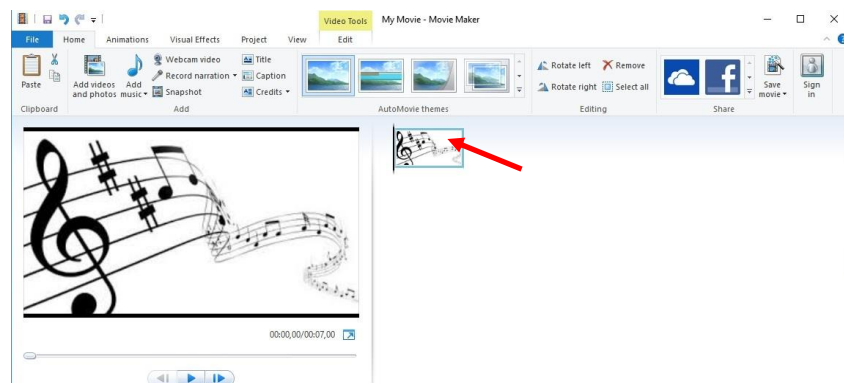 Video Tools
My Movie - Movie Maker
File
Home
Animations
Visual Effects
Project
View
Edit
Paste
Add videos
and photos
Add
music
Webcam video
Record narration
Snapshot
Title
Caption
Credits
Rotate left
Rotate right
Remove
Select all
Save
movie
Sign
in
Clipboard
Add
AutoMovie themes
Editing
Share
00:00,00/00:07,00